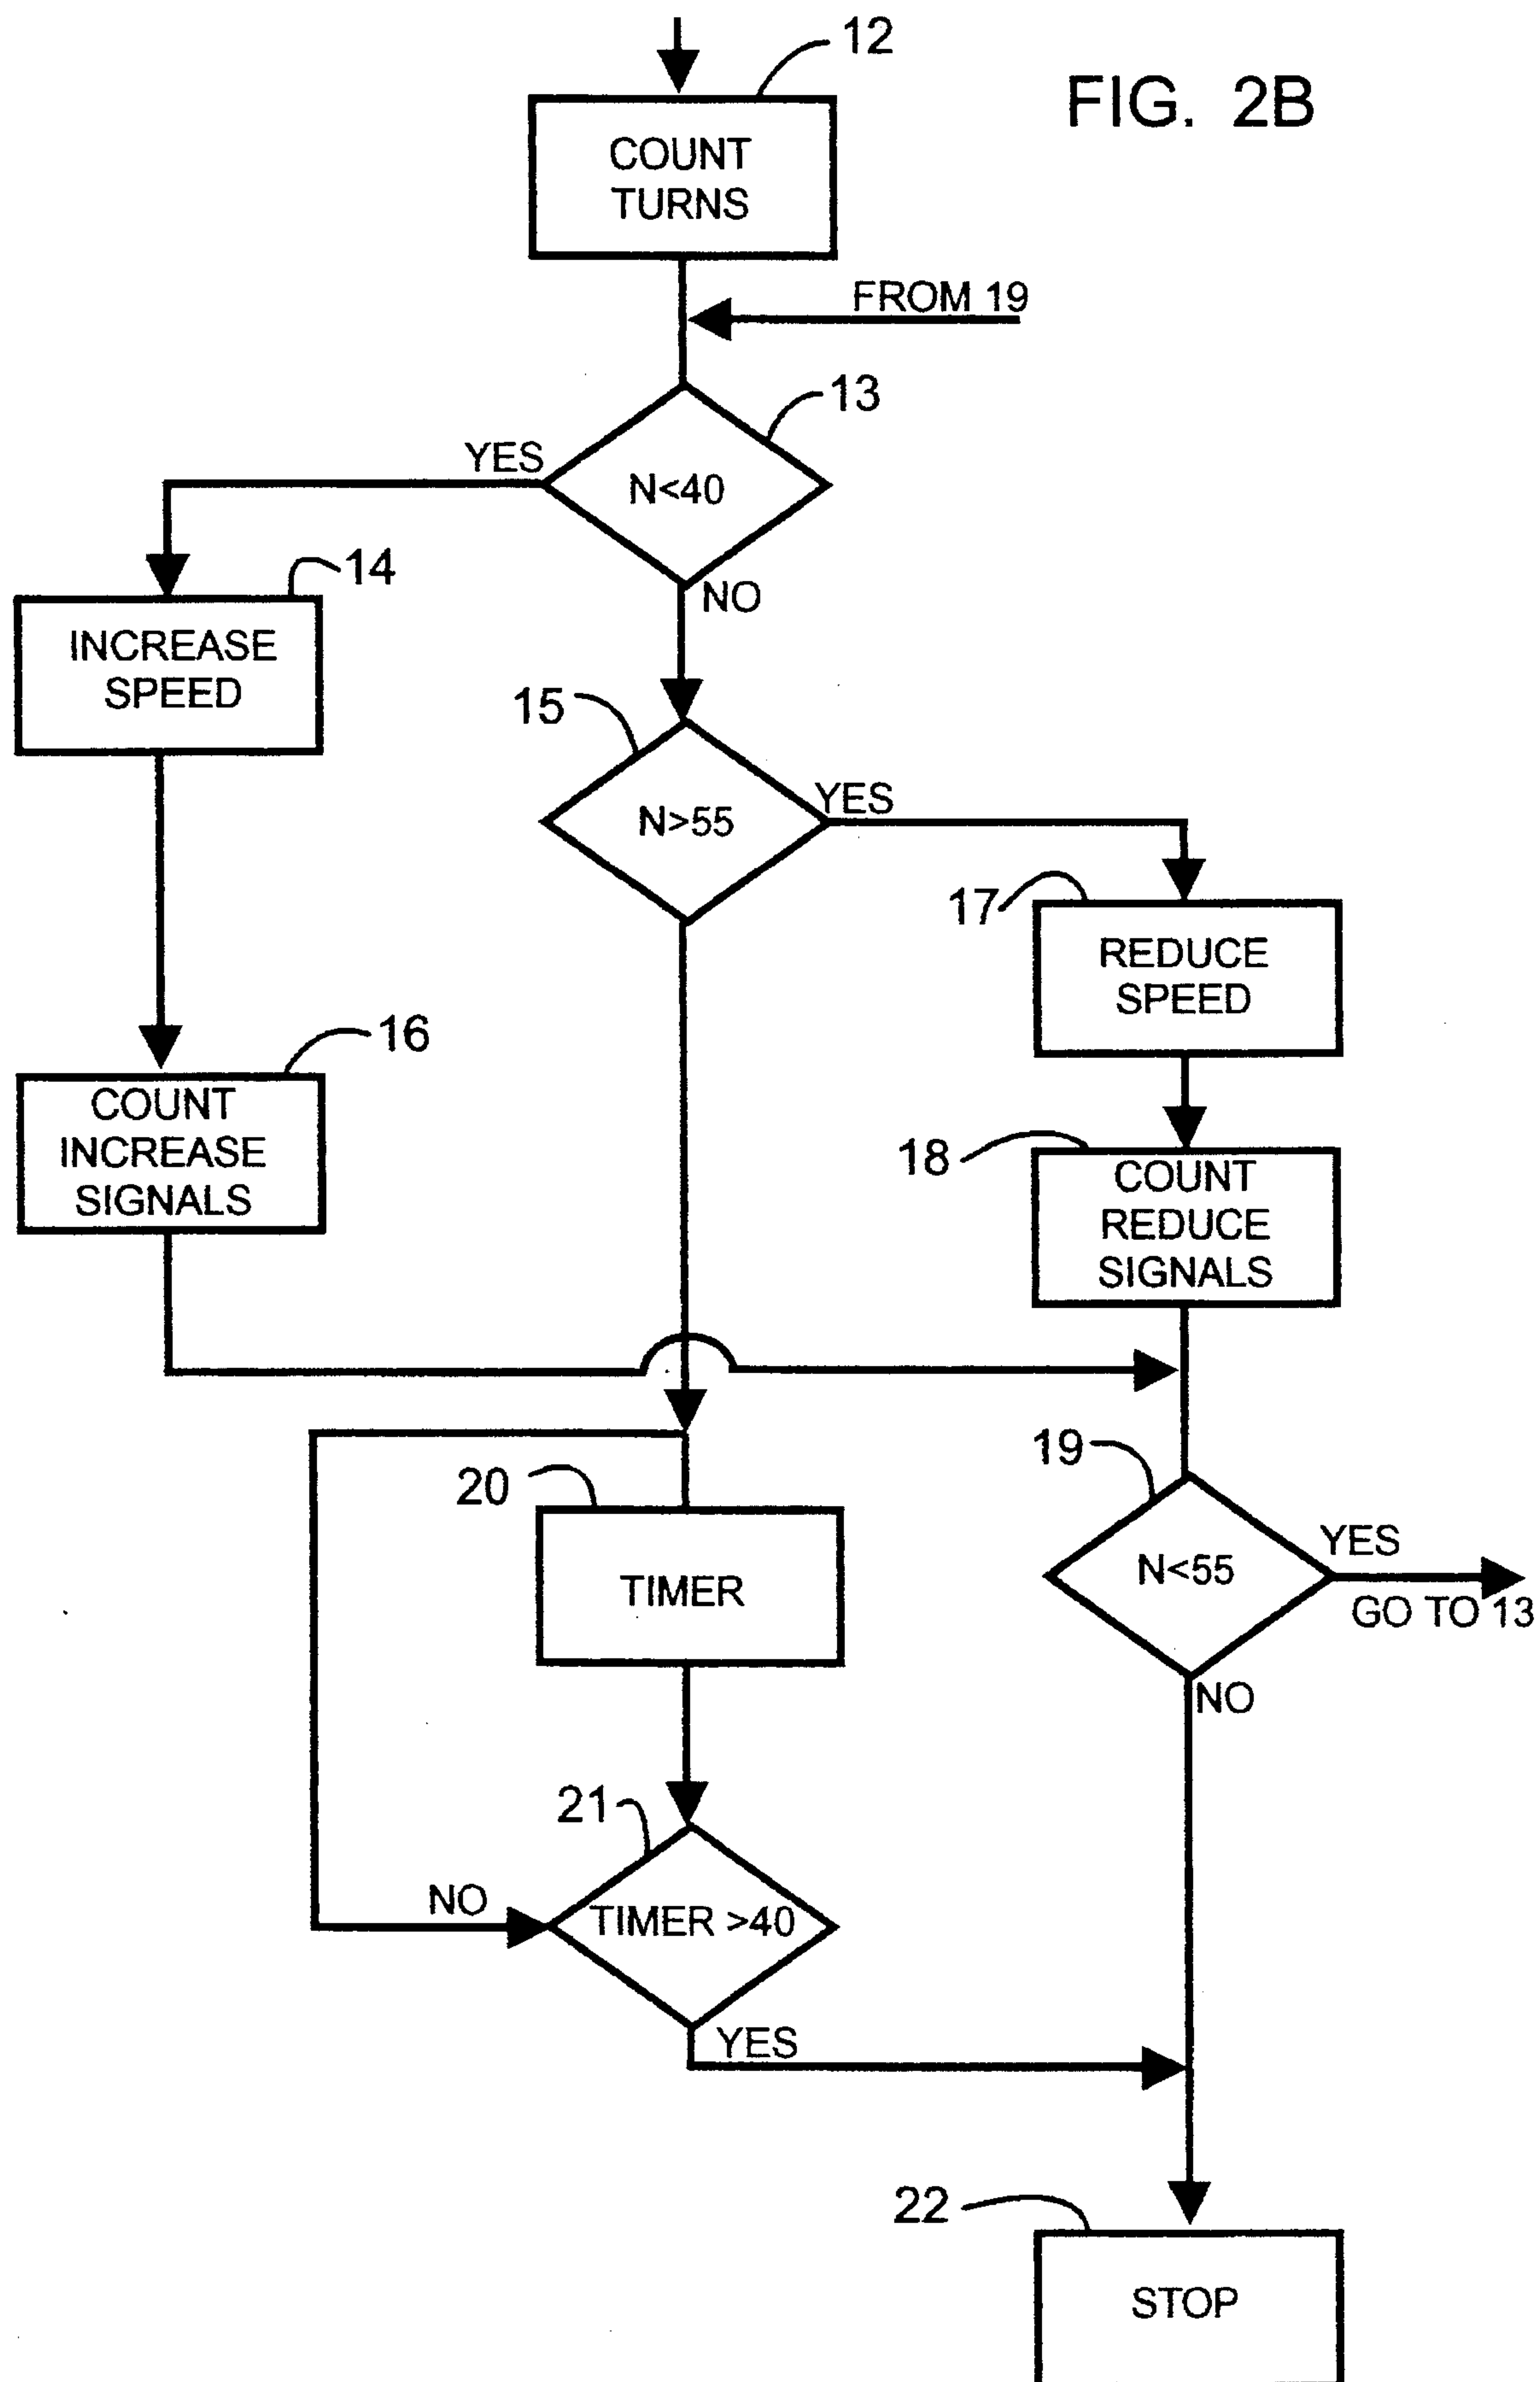 12
FIG. 2B
COUNT
TURNS
FROM 19
13
YES
N<40
14
NO
INCREASE
SPEED
15
YES
N>55
17
REDUCE
SPEED
16
COUNT
INCREASE
SIGNALS
18
COUNT
REDUCE
SIGNALS
19
20
YES
N<55
TIMER
GO TO 13
NO
21
NO
TIMER >40
YES
22
STOP